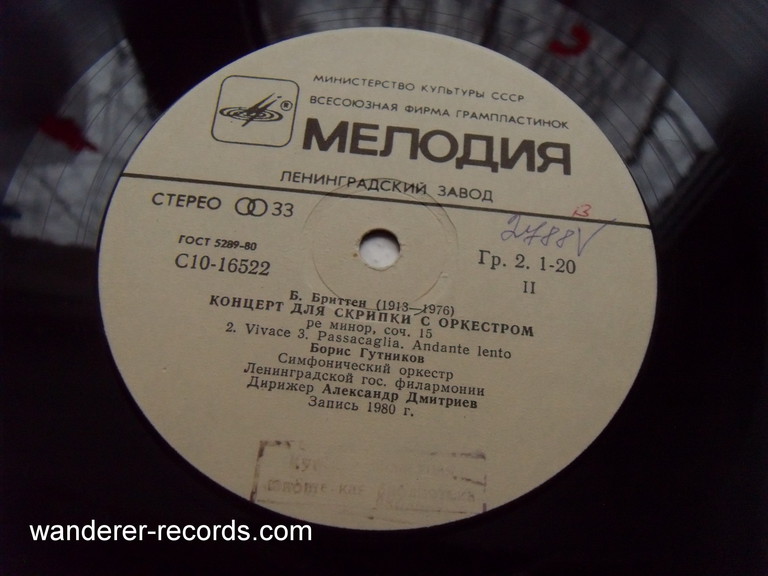 МИНИСТЕРСТВО КУЛЬТУРЫ СССР
ВСЕСОЮЗНАЯ ФИРМА ГРАМПЛАСТИНОК
®
МЕЛОДИЯ
ЛЕНИНГРАДСКИЙ ЗАВОД
СТЕРЕО 33
2788V
ГОСТ 5289-80
С10-16522
Гр. 2. 1-20
II
Б. Бриттен (1913—1976)
КОНЦЕРТ ДЛЯ СКРИПКИ С ОРКЕСТРОМ
ре минор, соч. 15
2. Vivace 3. Passacaglia. Andante lento
Борис Гутников
Симфонический оркестр
Ленинградской гос. филармонии
Дирижер Александр Дмитриев
Запись 1980 г.
wanderer-records.com